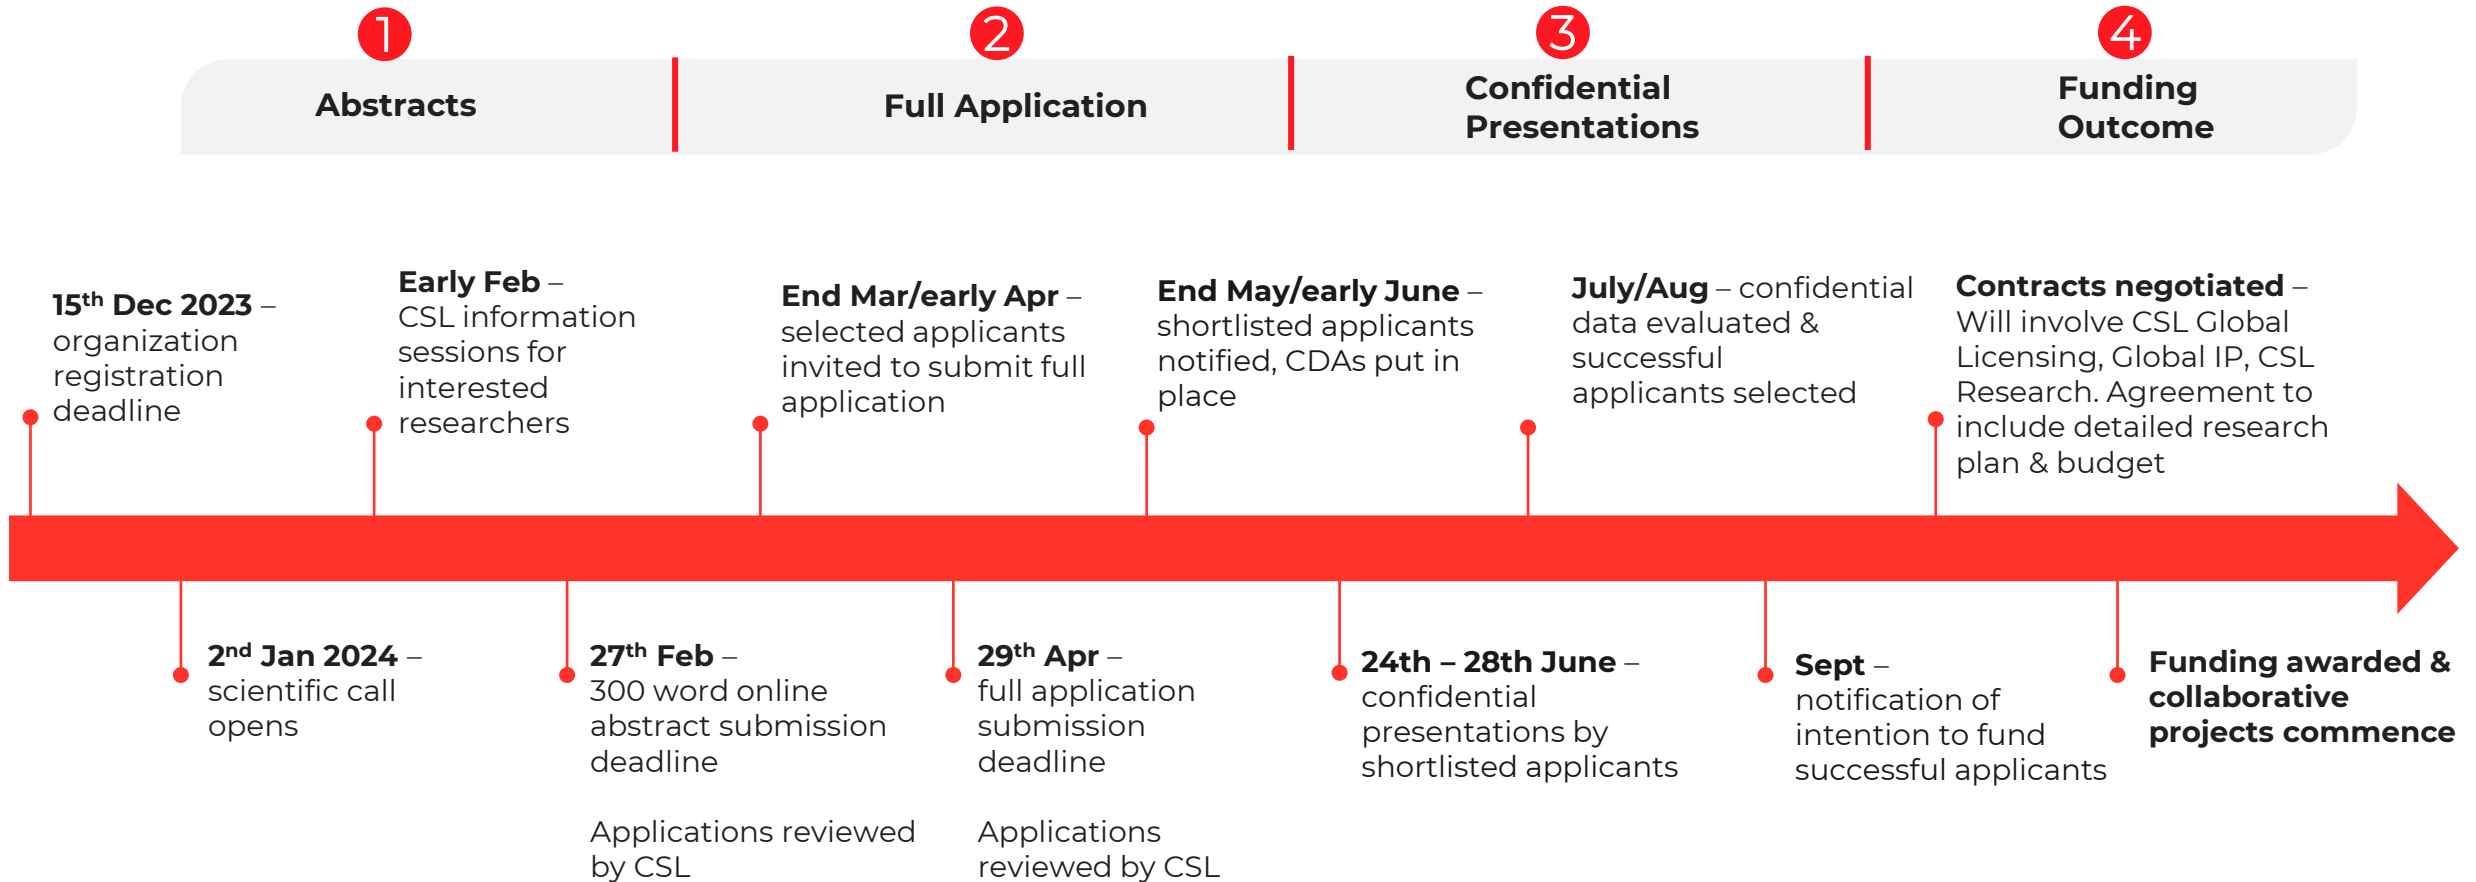 1
Abstracts
2
Full Application
3
Confidential
Presentations
4
Funding
Outcome
15th Dec 2023 –
organization
registration
deadline
Early Feb –
CSL information
sessions for
interested
researchers
End Mar/early Apr –
selected applicants
invited to submit full
application
End May/early June –
shortlisted applicants
notified, CDAs put in
place
July/Aug – confidential
data evaluated &
successful
applicants selected
Contracts negotiated –
Will involve CSL Global
Licensing, Global IP, CSL
Research. Agreement to
include detailed research
plan & budget
2nd Jan 2024 –
scientific call
opens
27th Feb –
300 word online
abstract submission
deadline
Applications reviewed
by CSL
29th Apr –
full application
submission
deadline
Applications
reviewed by CSL
24th – 28th June –
confidential
presentations by
shortlisted applicants
Sept –
notification of
intention to fund
successful applicants
Funding awarded &
collaborative
projects commence